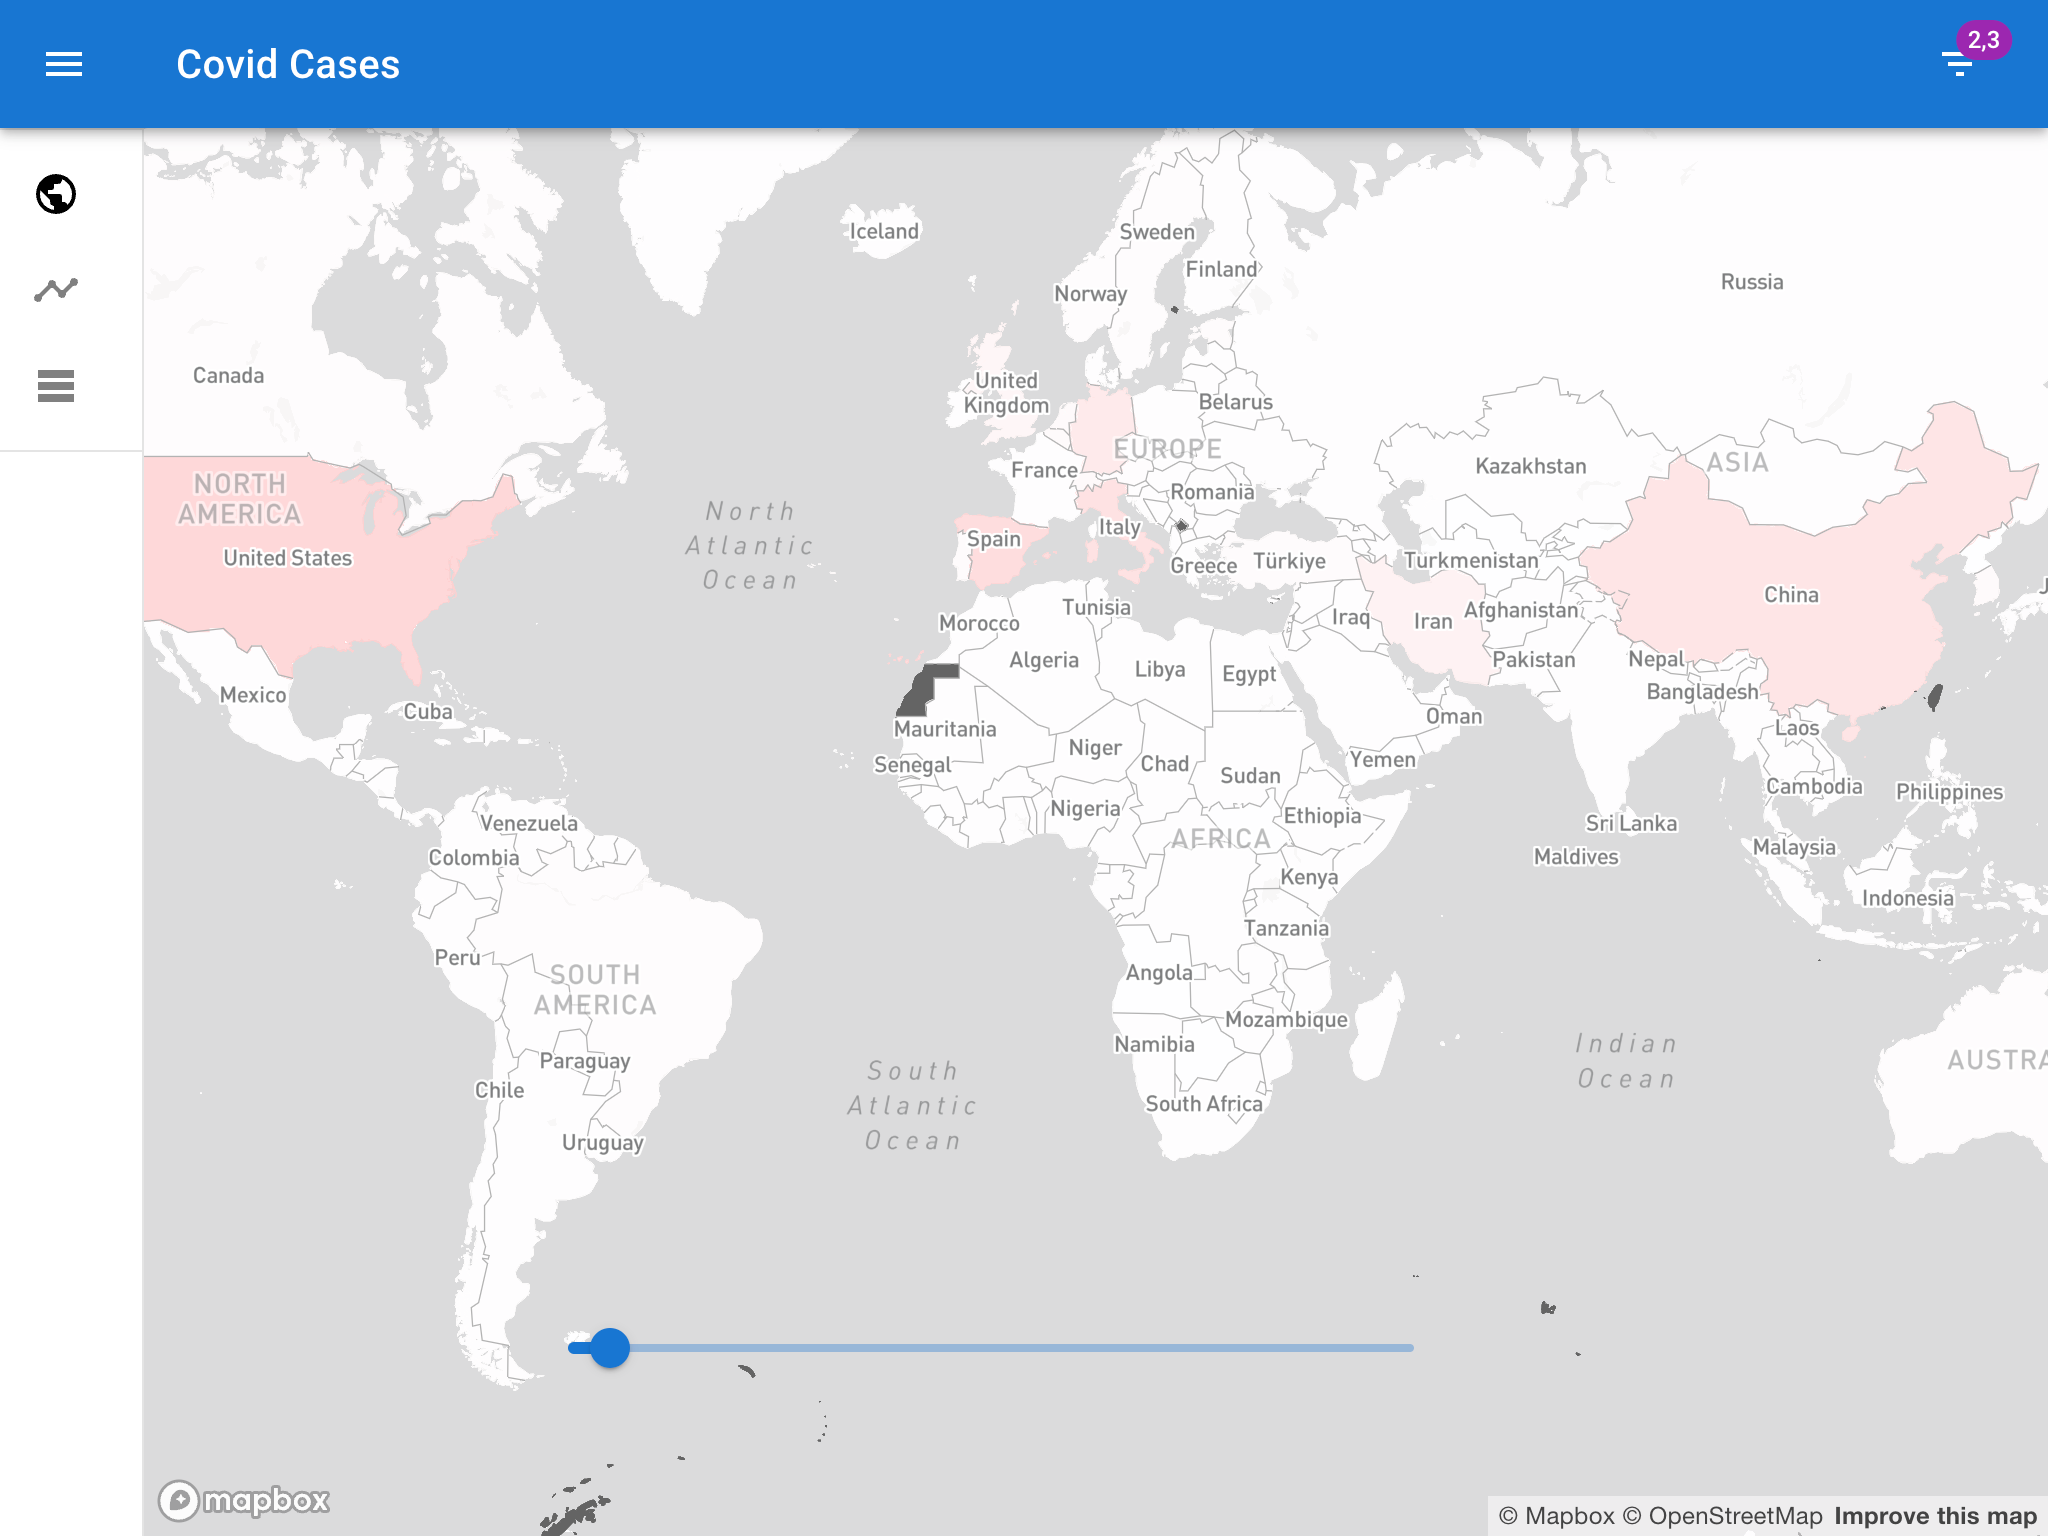 Covid Cases
2,3
Iceland
Sweden
Finland
Norway
Russia
Canada
United
Kingdom
Belarus
EUROPE
France
Kazakhstan
ASIA
NORTH
AMERICA
Romania
North
Atlantic
Ocean
Spain
Italy
United States
Greece
Türkiye
Turkmenistan
China
J
Tunisia
Morocco
Iraq
Iran
Afghanistan
Algeria
Libya
Egypt
Pakistan
Nepal
Mexico
Bangladesh
Cuba
Oman
Mauritania
Laos
Niger
Senegal
Chad
Yemen
Sudan
Cambodia
Philippines
Nigeria
Ethiopia
Venezuela
Sri Lanka
AFRICA
Malaysia
Colombia
Maldives
Kenya
Indonesia
Tanzania
Peru
Angola
SOUTH
AMERICA
Mozambique
Namibia
Indian
Ocean
Paraguay
AUSTRA
South
Atlantic
Ocean
Chile
South Africa
Uruguay
mapbox
© Mapbox © OpenStreetMap Improve this map